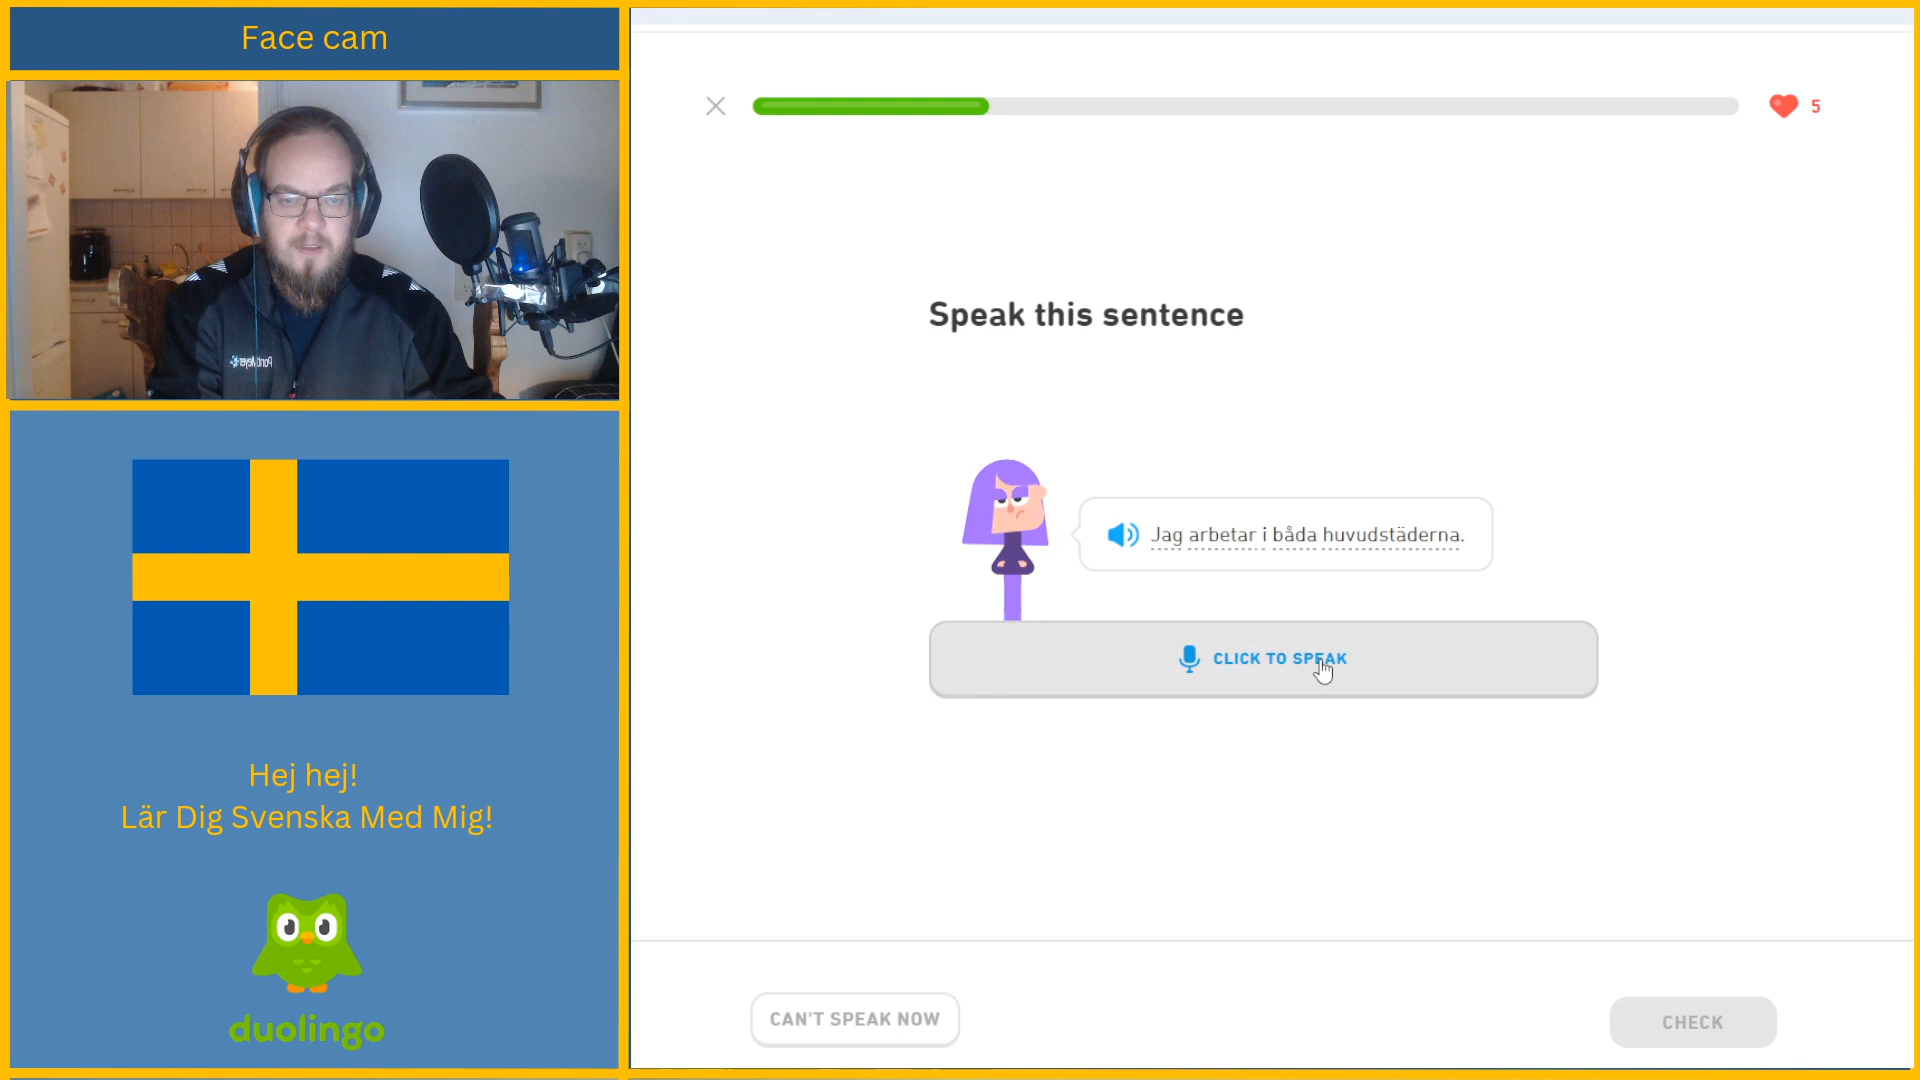 Face cam
5
Speak this sentence
Jag arbetar i båda huvudstäderna.
CLICK TO SPEAK
Hej hej!
Lär Dig Svenska Med Mig!
duolingo
CAN'T SPEAK NOW
CHECK